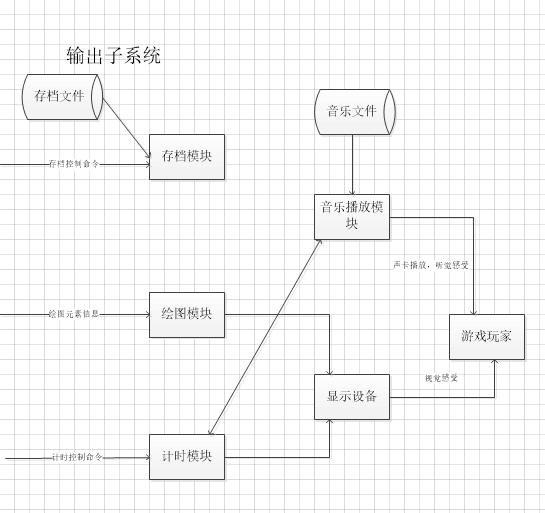 输出子系统
存档文件
音乐文件
存档控制命令
存档模块
音乐播放模
块
声卡播放，听觉感受
绘图元素信息
绘图模块
游戏玩家
视觉感受
显示设备
计时控制命令
计时模块